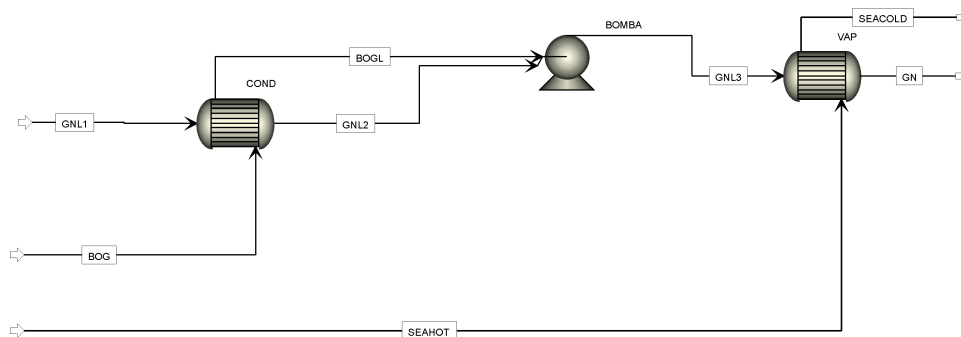 SEACOLD
BOMBA
VAP
BOGL
GNL3
GN
COND
GNL1
GNL2
BOG
SEAHOT